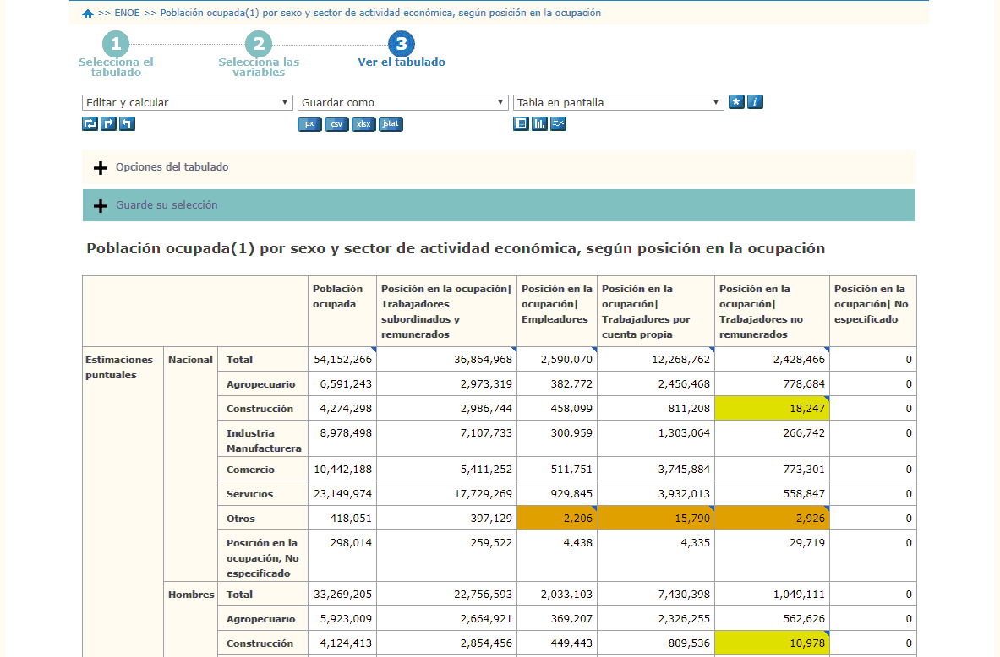 >> ENOE >> Población ocupada(1) por sexo y sector de actividad económica, según posición en la ocupación
1 2 3
Selecciona el Selecciona las Ver el tabulado
tabulado variables
Editar y calcular Guardar como Tabla en pantalla * i
px csv xlsx jstat
Opciones del tabulado
Guarde su selección
Población ocupada(1) por sexo y sector de actividad económica, según posición en la ocupación
Población Posición en la ocupación| Posición en la Posición en la Posición en la Posición en la
ocupada Trabajadores ocupación| ocupación| ocupación| ocupación| No
subordinados y Empleadores Trabajadores por Trabajadores no especificado
remunerados cuenta propia remunerados
Estimaciones Nacional Total 54,152,266 36,864,968 2,590,070 12,268,762 2,428,466 0
puntuales
Agropecuario 6,591,243 2,973,319 382,772 2,456,468 778,684 0
Construcción 4,274,298 2,986,744 458,099 811,208 18,247 0
Industria 8,978,498 7,107,733 300,959 1,303,064 266,742 0
Manufacturera
Comercio 10,442,188 5,411,252 511,751 3,745,884 773,301 0
Servicios 23,149,974 17,729,269 929,845 3,932,013 558,847 0
Otros 418,051 397,129 2,206 15,790 2,926 0
Posición en la 298,014 259,522 4,438 4,335 29,719 0
ocupación, No
especificado
Hombres Total 33,269,205 22,756,593 2,033,103 7,430,398 1,049,111 0
Agropecuario 5,923,009 2,664,921 369,207 2,326,255 562,626 0
Construcción 4,124,413 2,854,456 449,443 809,536 10,978 0